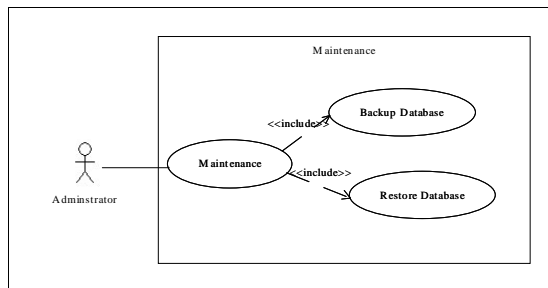 Maintenance
Backup Database
<<include>>
Maintenance
<<include>>
Restore Database
Adminstrator